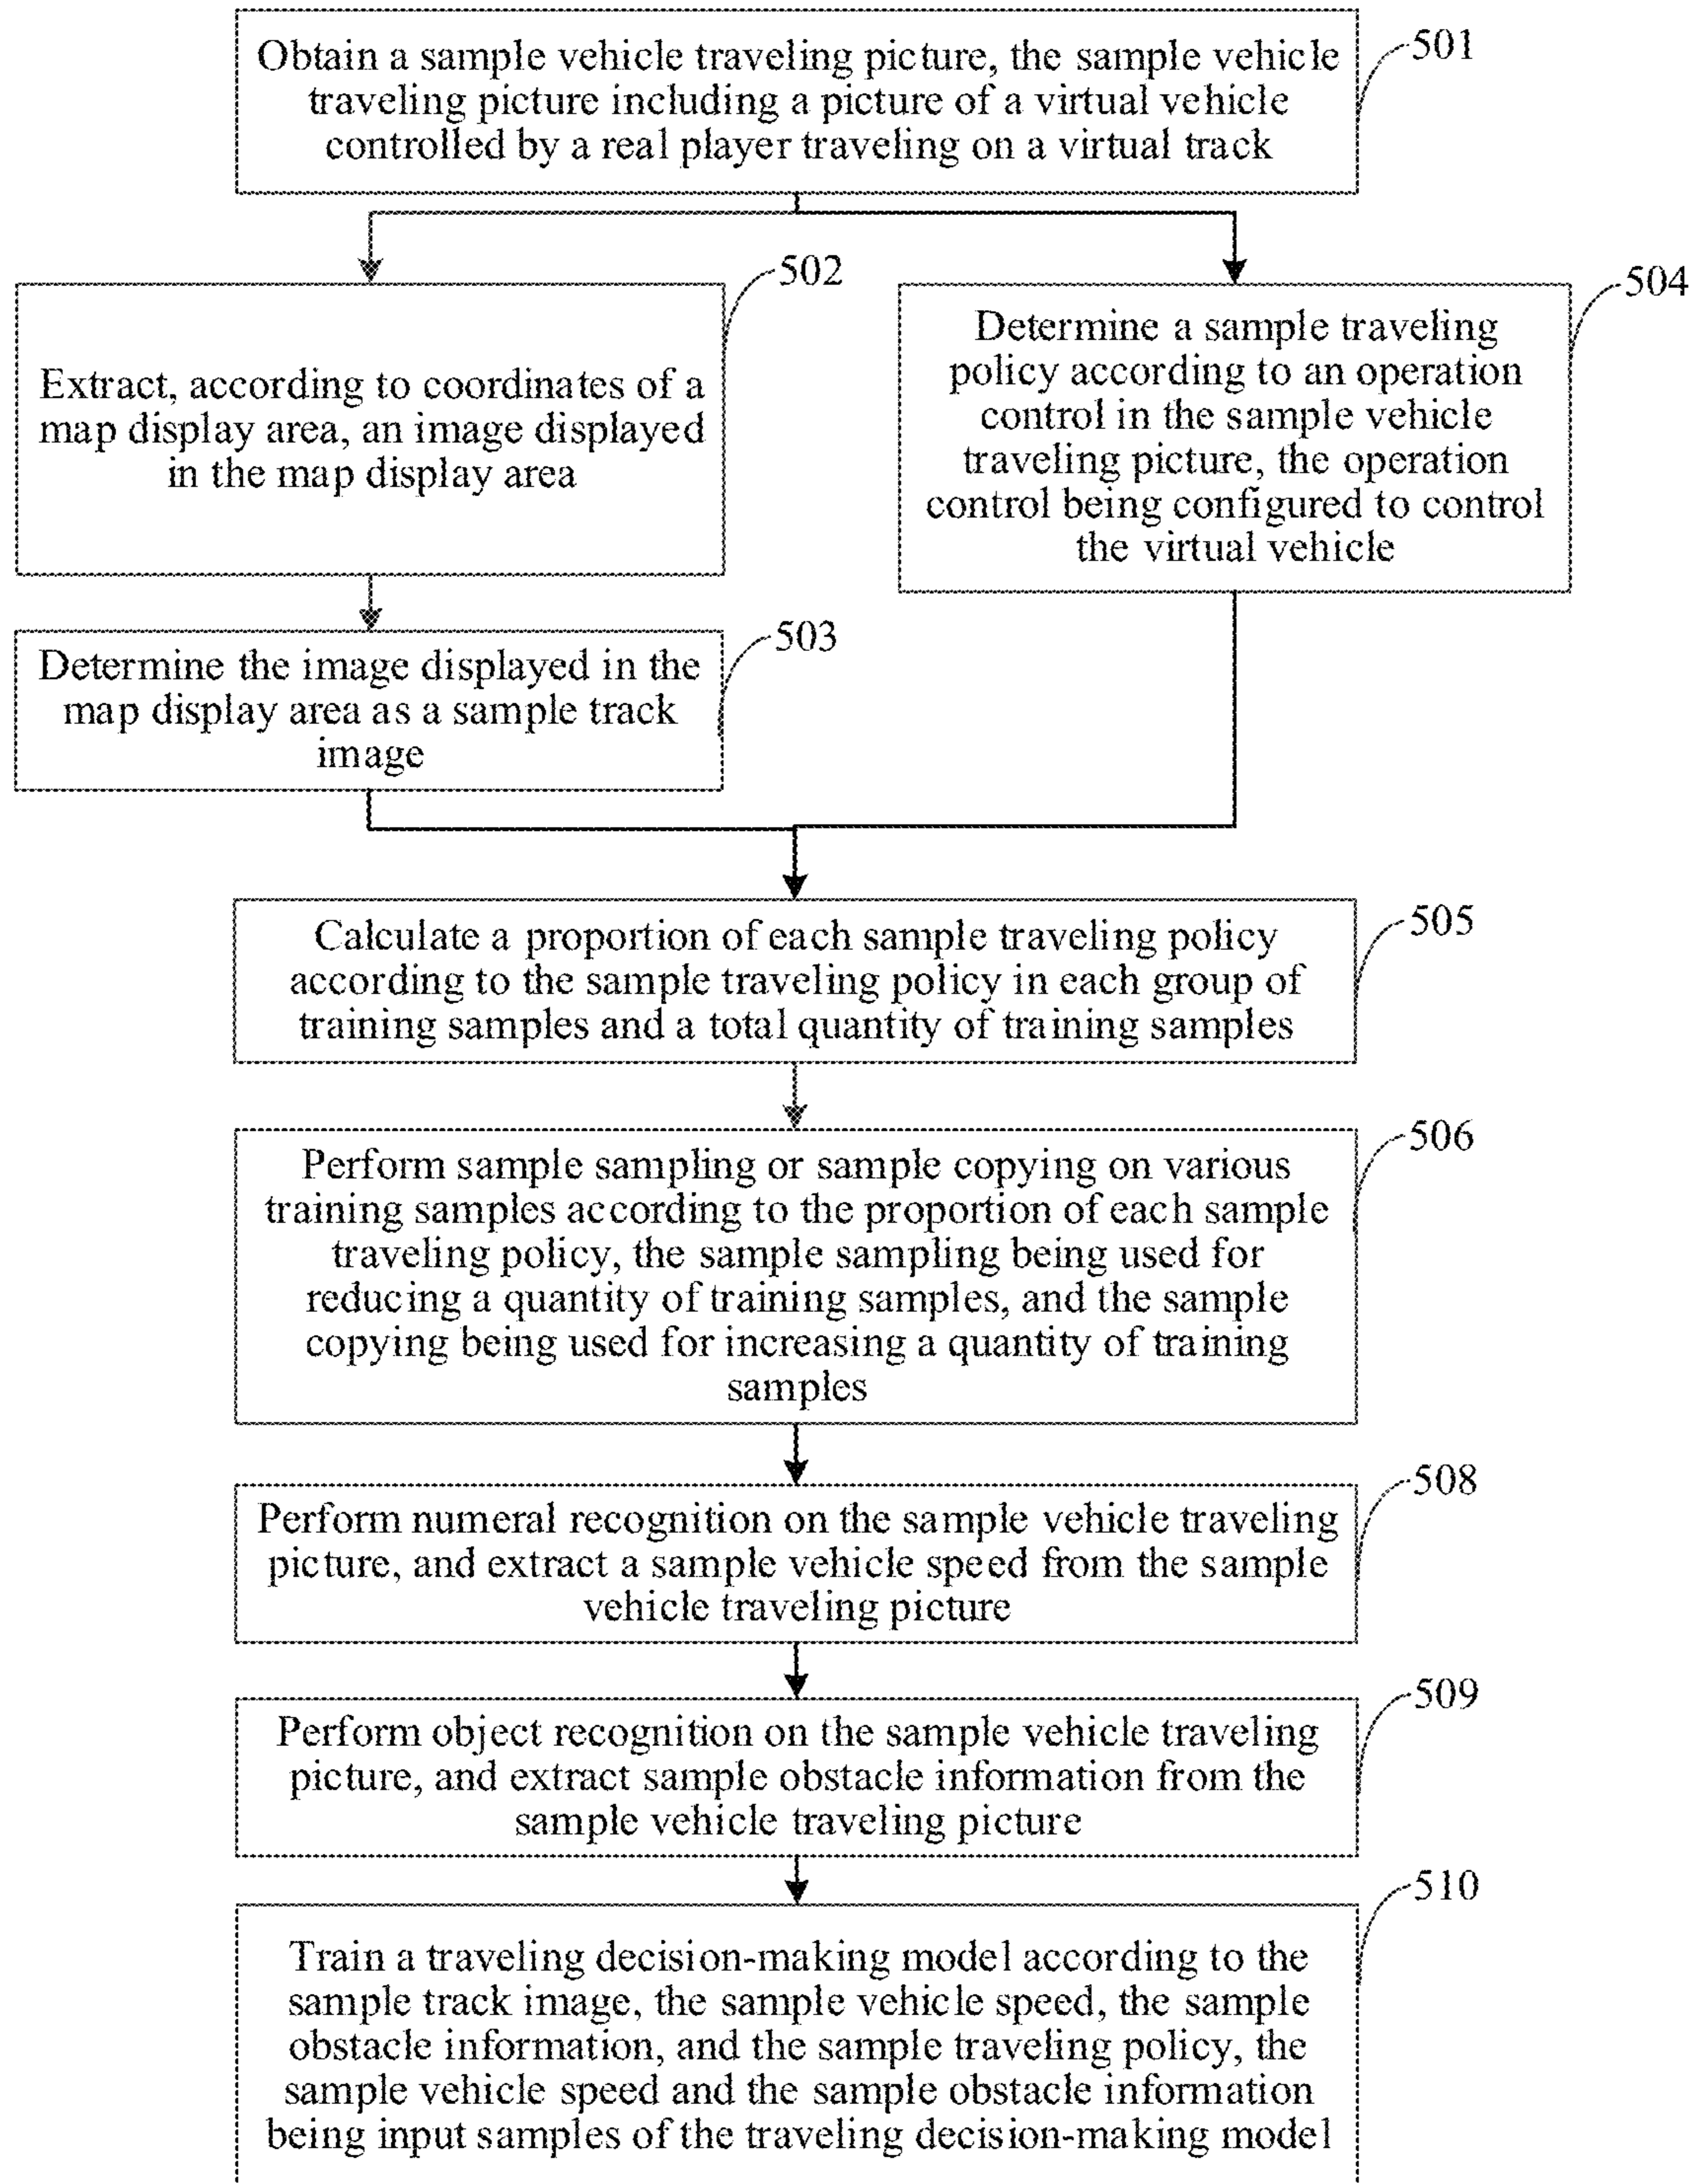 Obtain a sample vehicle traveling picture, the sample vehicle
traveling picture including a picture of a virtual vehicle
controlled by a real player traveling on a virtual track
501
502
Extract, according to coordinates of a
map display area, an image displayed
in the map display area
504
Determine a sample traveling
policy according to an operation
control in the sample vehicle
traveling picture, the operation
control being configured to control
the virtual vehicle
503
Determine the image displayed in the
map display area as a sample track
image
505
Calculate a proportion of each sample traveling policy
according to the sample traveling policy in each group of
training samples and a total quantity of training samples
506
Perform sample sampling or sample copying on various
training samples according to the proportion of each sample
traveling policy, the sample sampling being used for
reducing a quantity of training samples, and the sample
copying being used for increasing a quantity of training
samples
508
Perform numeral recognition on the sample vehicle traveling
picture, and extract a sample vehicle speed from the sample
vehicle traveling picture
509
Perform object recognition on the sample vehicle traveling
picture, and extract sample obstacle information from the
sample vehicle traveling picture
510
Train a traveling decision-making model according to the
sample track image, the sample vehicle speed, the sample
obstacle information, and the sample traveling policy, the
sample vehicle speed and the sample obstacle information
being input samples of the traveling decision-making model